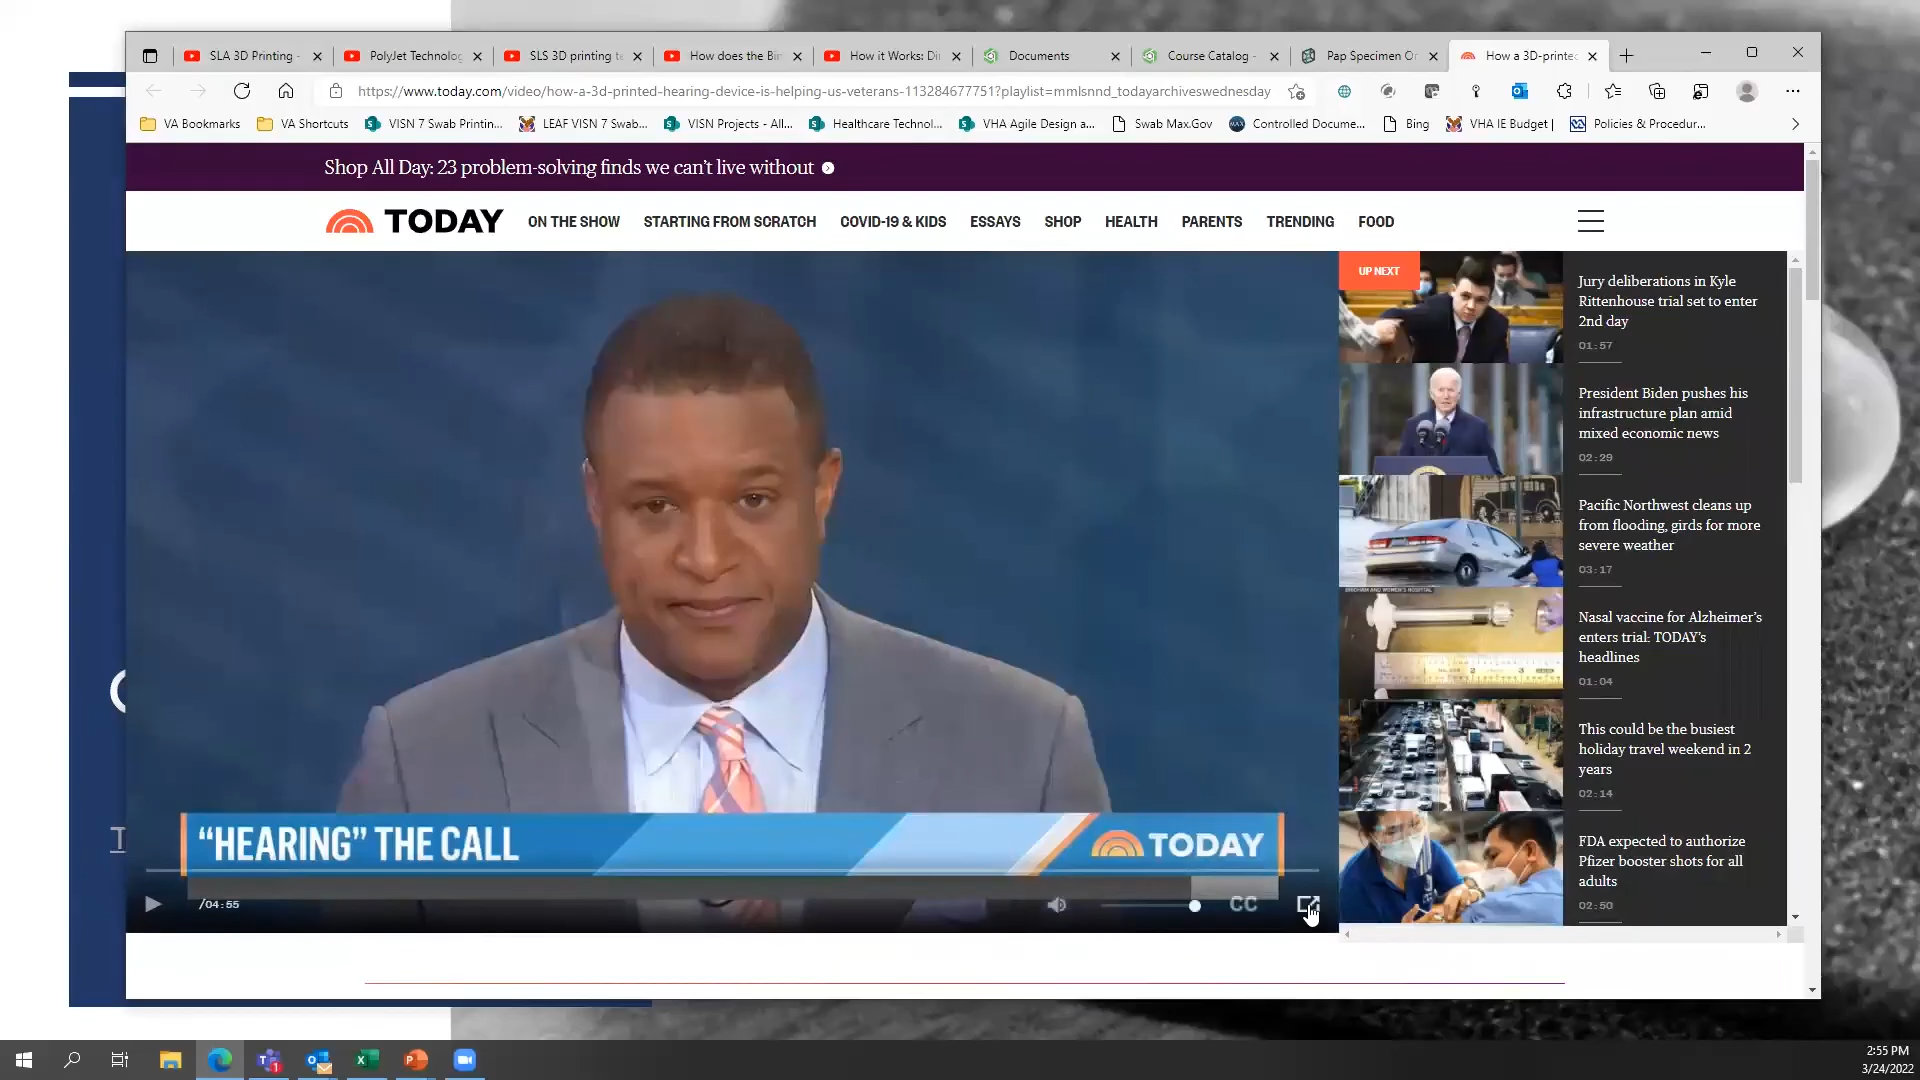 SLA 3D Printing -
PolyJet Technolog
SLS 3D printing te
How does the Bin
How it Works: Di
Documents
Course Catalog -
Pap Specimen Or
How a 3D-printed
https://www.today.com/video/how-a-3d-printed-hearing-device-is-helping-us-veterans-113284677751?playlist=mmlsnnd_todayarchiveswednesday
VA Bookmarks
VA Shortcuts
VISN 7 Swab Printin...
LEAF VISN 7 Swab...
VISN Projects - All...
Healthcare Technol...
VHA Agile Design a...
Swab Max.Gov
Controlled Docume...
Bing
VHA IE Budget |
Policies & Procedur...
Shop All Day: 23 problem-solving finds we can't live without
TODAY
ON THE SHOW
STARTING FROM SCRATCH
COVID-19 & KIDS
ESSAYS
SHOP
HEALTH
PARENTS
TRENDING
FOOD
UP NEXT
Jury deliberations in Kyle
Rittenhouse trial set to enter
2nd day
01:57
President Biden pushes his
infrastructure plan amid
mixed economic news
02:29
Pacific Northwest cleans up
from flooding, girds for more
severe weather
03:17
BRIGHAM AND WOMEN'S HOSPITAL
Nasal vaccine for Alzheimer's
enters trial: TODAY's
headlines
01:04
This could be the busiest
holiday travel weekend in 2
years
02:14
FDA expected to authorize
Pfizer booster shots for all
adults
02:50
"HEARING" THE CALL
TODAY
/04:55
CC
2:55 PM
3/24/2022